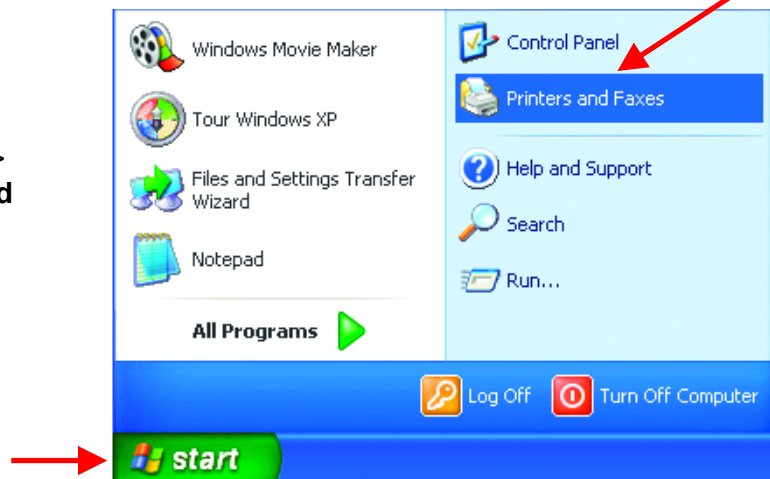 >
d
Windows Movie Maker
Tour Windows XP
Files and Settings Transfer
Wizard
Notepad
All Programs
Control Panel
Printers and Faxes
Help and Support
Search
Run...
Log Off
Turn Off Computer
start